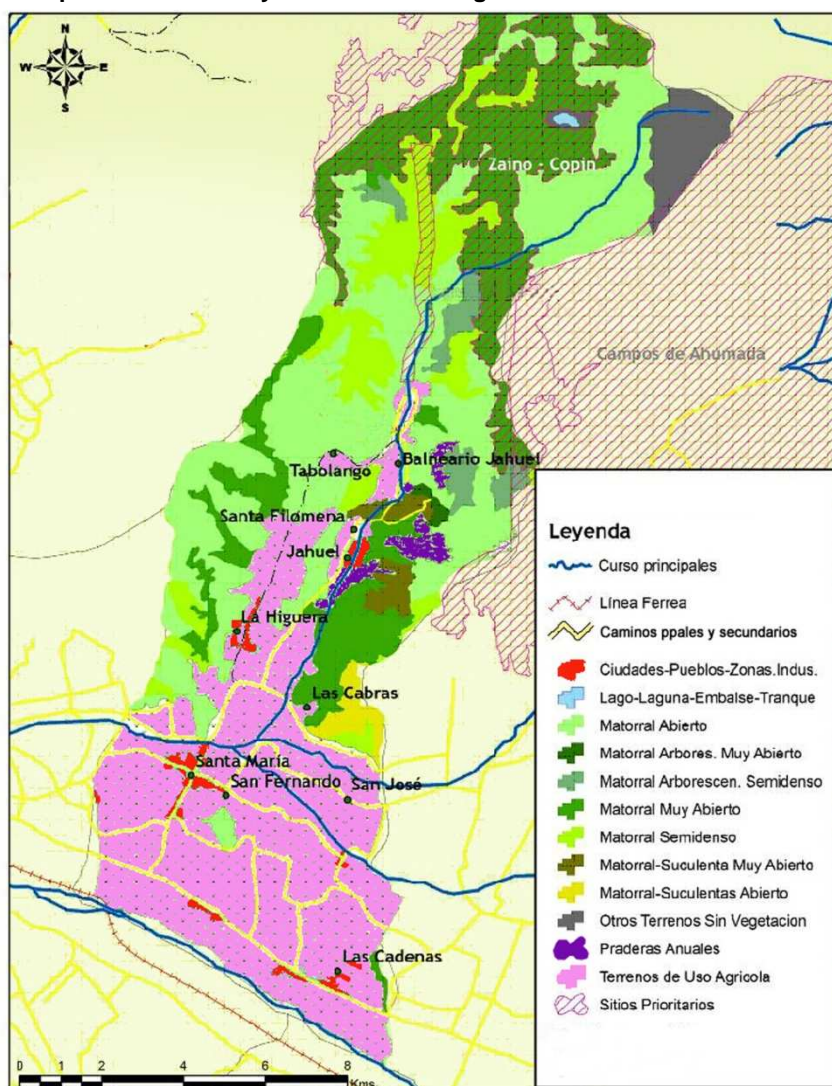 N
W E
S
Zaino - Copin
Campos de Ahumada
Tabolango
Balneario Jahuel
Santa Filomena
Jahuel
La Higuera
Las Cabras
Santa María
San Fernando
San José
Las Cadenas
0 1 2 4 6 8
Kms.
Leyenda
Curso principales
Línea Ferrea
Caminos ppales y secundarios
Ciudades-Pueblos-Zonas.Indus.
Lago-Laguna-Embalse-Tranque
Matorral Abierto
Matorral Arbores. Muy Abierto
Matorral Arborescen. Semidenso
Matorral Muy Abierto
Matorral Semidenso
Matorral-Suculenta Muy Abierto
Matorral-Suculentas Abierto
Otros Terrenos Sin Vegetacion
Praderas Anuales
Terrenos de Uso Agricola
Sitios Prioritarios